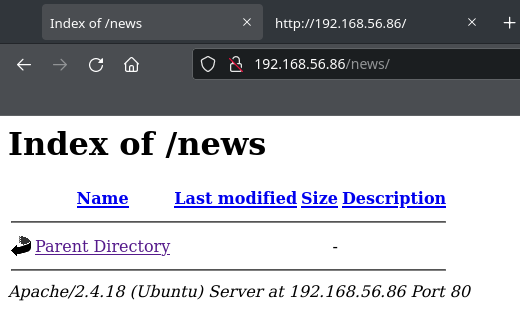 Index of /news × http://192.168.56.86/ × +
192.168.56.86/news/
Index of /news
Name Last modified Size Description
Parent Directory -
Apache/2.4.18 (Ubuntu) Server at 192.168.56.86 Port 80